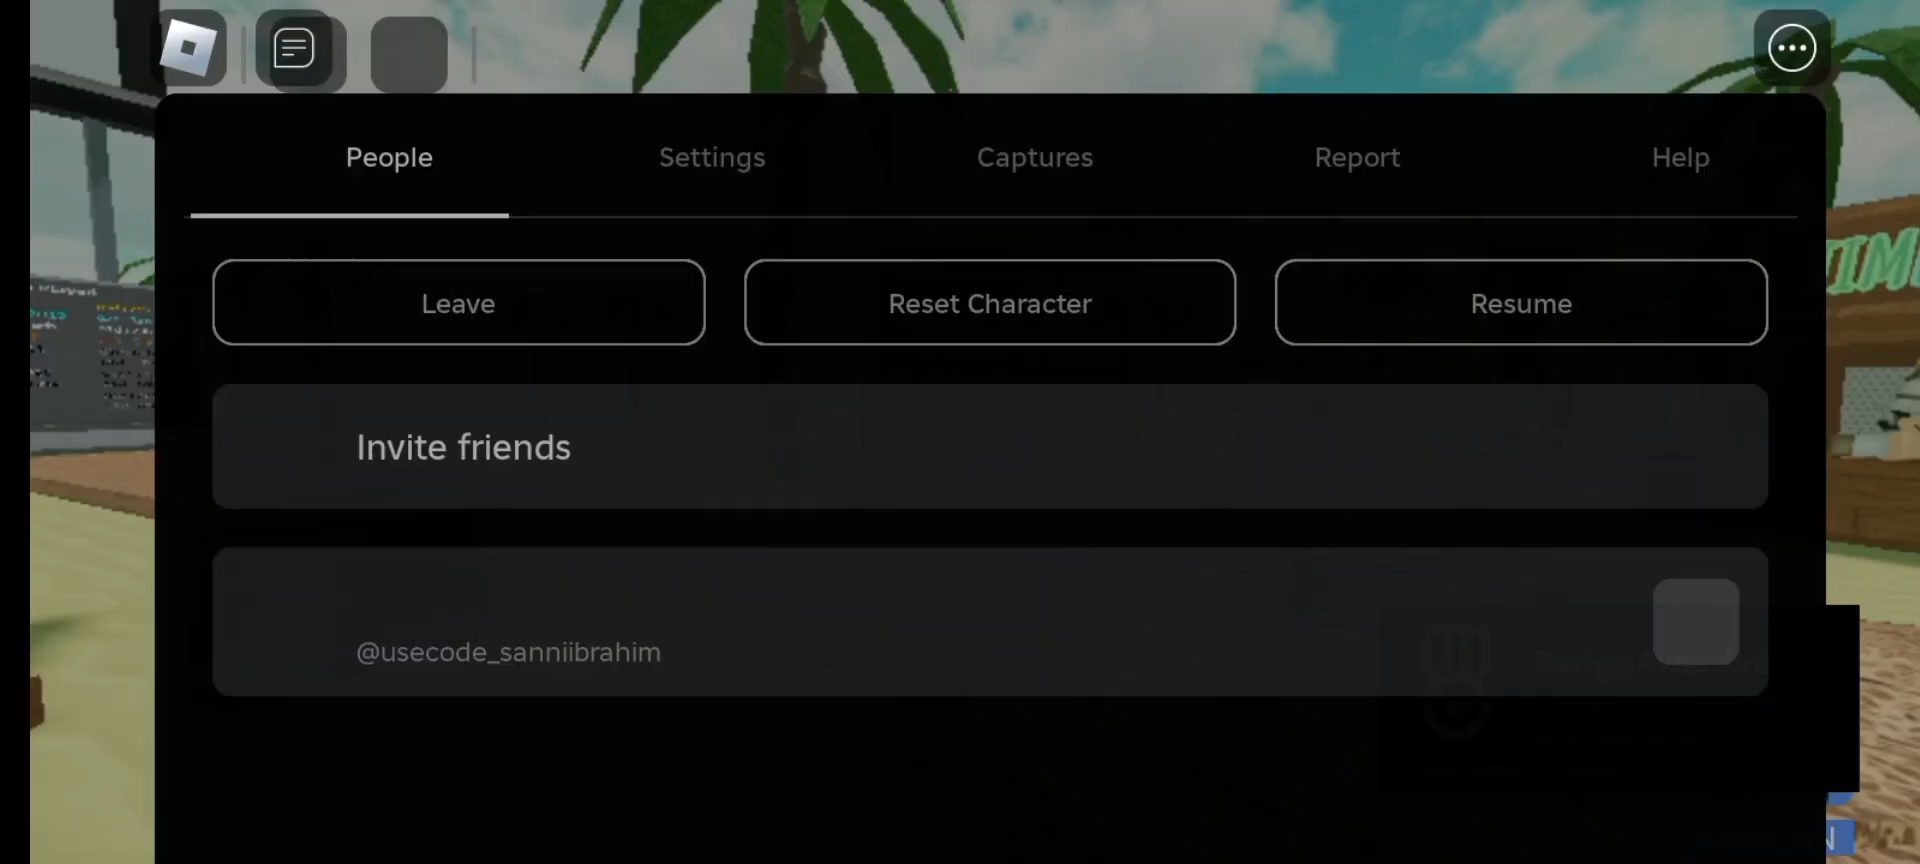 People
Settings
Captures
Report
Help
Leave
Reset Character
Resume
Invite friends
@usecode_sanniibrahim